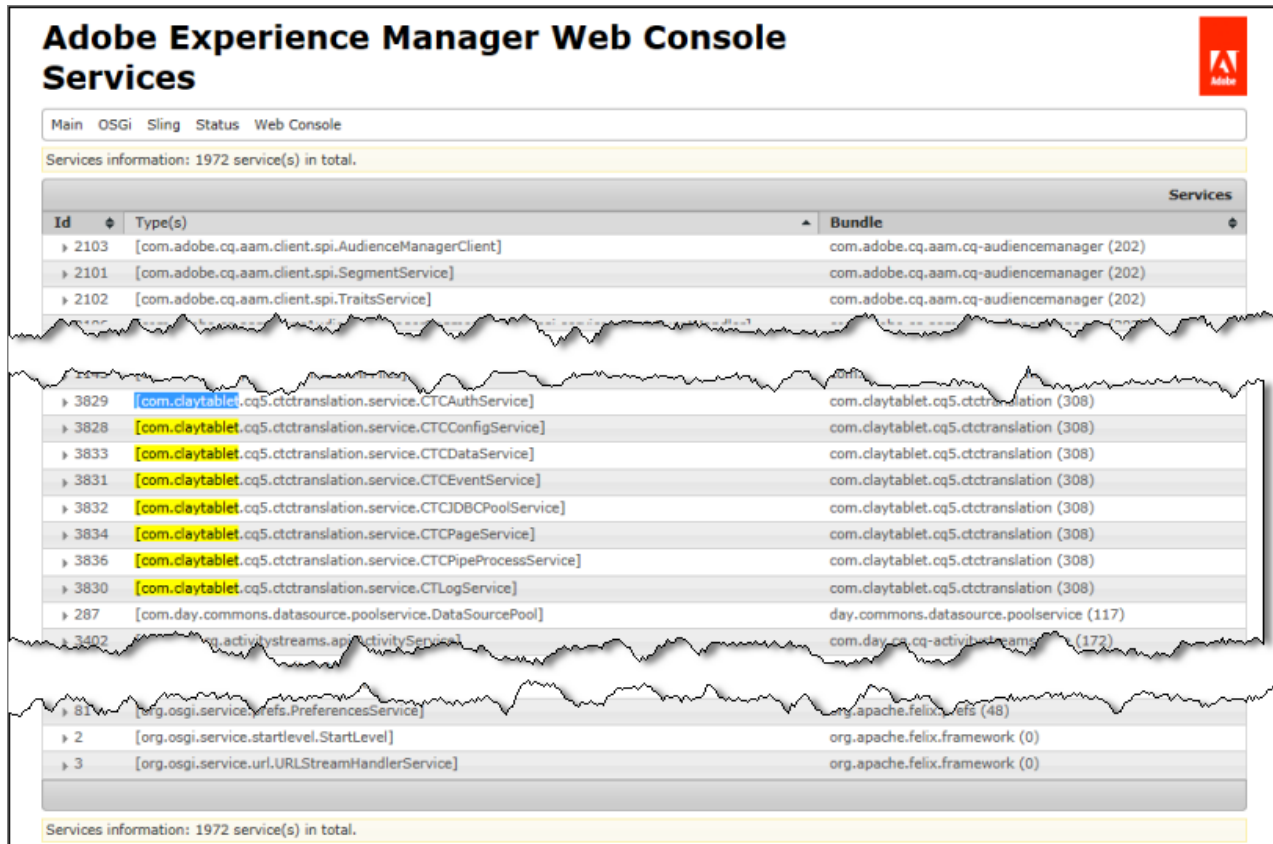 Adobe Experience Manager Web Console
Services
Adobe
Main OSGi Sling Status Web Console
Services information: 1972 service(s) in total.
Services
Id Type(s) Bundle
2103 [com.adobe.cq.aam.client.spi.AudienceManagerClient] com.adobe.cq.aam.cq-audiencemanager (202)
2101 [com.adobe.cq.aam.client.spi.SegmentService] com.adobe.cq.aam.cq-audiencemanager (202)
2102 [com.adobe.cq.aam.client.spi.TraitsService] com.adobe.cq.aam.cq-audiencemanager (202)
3829 [com.claytablet.cq5.ctctranslation.service.CTCAuthService] com.claytablet.cq5.ctctranslation (308)
3828 [com.claytablet.cq5.ctctranslation.service.CTCConfigService] com.claytablet.cq5.ctctranslation (308)
3833 [com.claytablet.cq5.ctctranslation.service.CTCDataService] com.claytablet.cq5.ctctranslation (308)
3831 [com.claytablet.cq5.ctctranslation.service.CTCEventService] com.claytablet.cq5.ctctranslation (308)
3832 [com.claytablet.cq5.ctctranslation.service.CTCJDBCPoolService] com.claytablet.cq5.ctctranslation (308)
3834 [com.claytablet.cq5.ctctranslation.service.CTCPageService] com.claytablet.cq5.ctctranslation (308)
3836 [com.claytablet.cq5.ctctranslation.service.CTCPipeProcessService] com.claytablet.cq5.ctctranslation (308)
3830 [com.claytablet.cq5.ctctranslation.service.CTLogService] com.claytablet.cq5.ctctranslation (308)
287 [com.day.commons.datasource.poolservice.DataSourcePool] day.commons.datasource.poolservice (117)
3402 (172)
81 [org.osgi.service.prefs.PreferencesService] org.apache.felix.prefs (48)
2 [org.osgi.service.startlevel.StartLevel] org.apache.felix.framework (0)
3 [org.osgi.service.url.URLStreamHandlerService] org.apache.felix.framework (0)
Services information: 1972 service(s) in total.